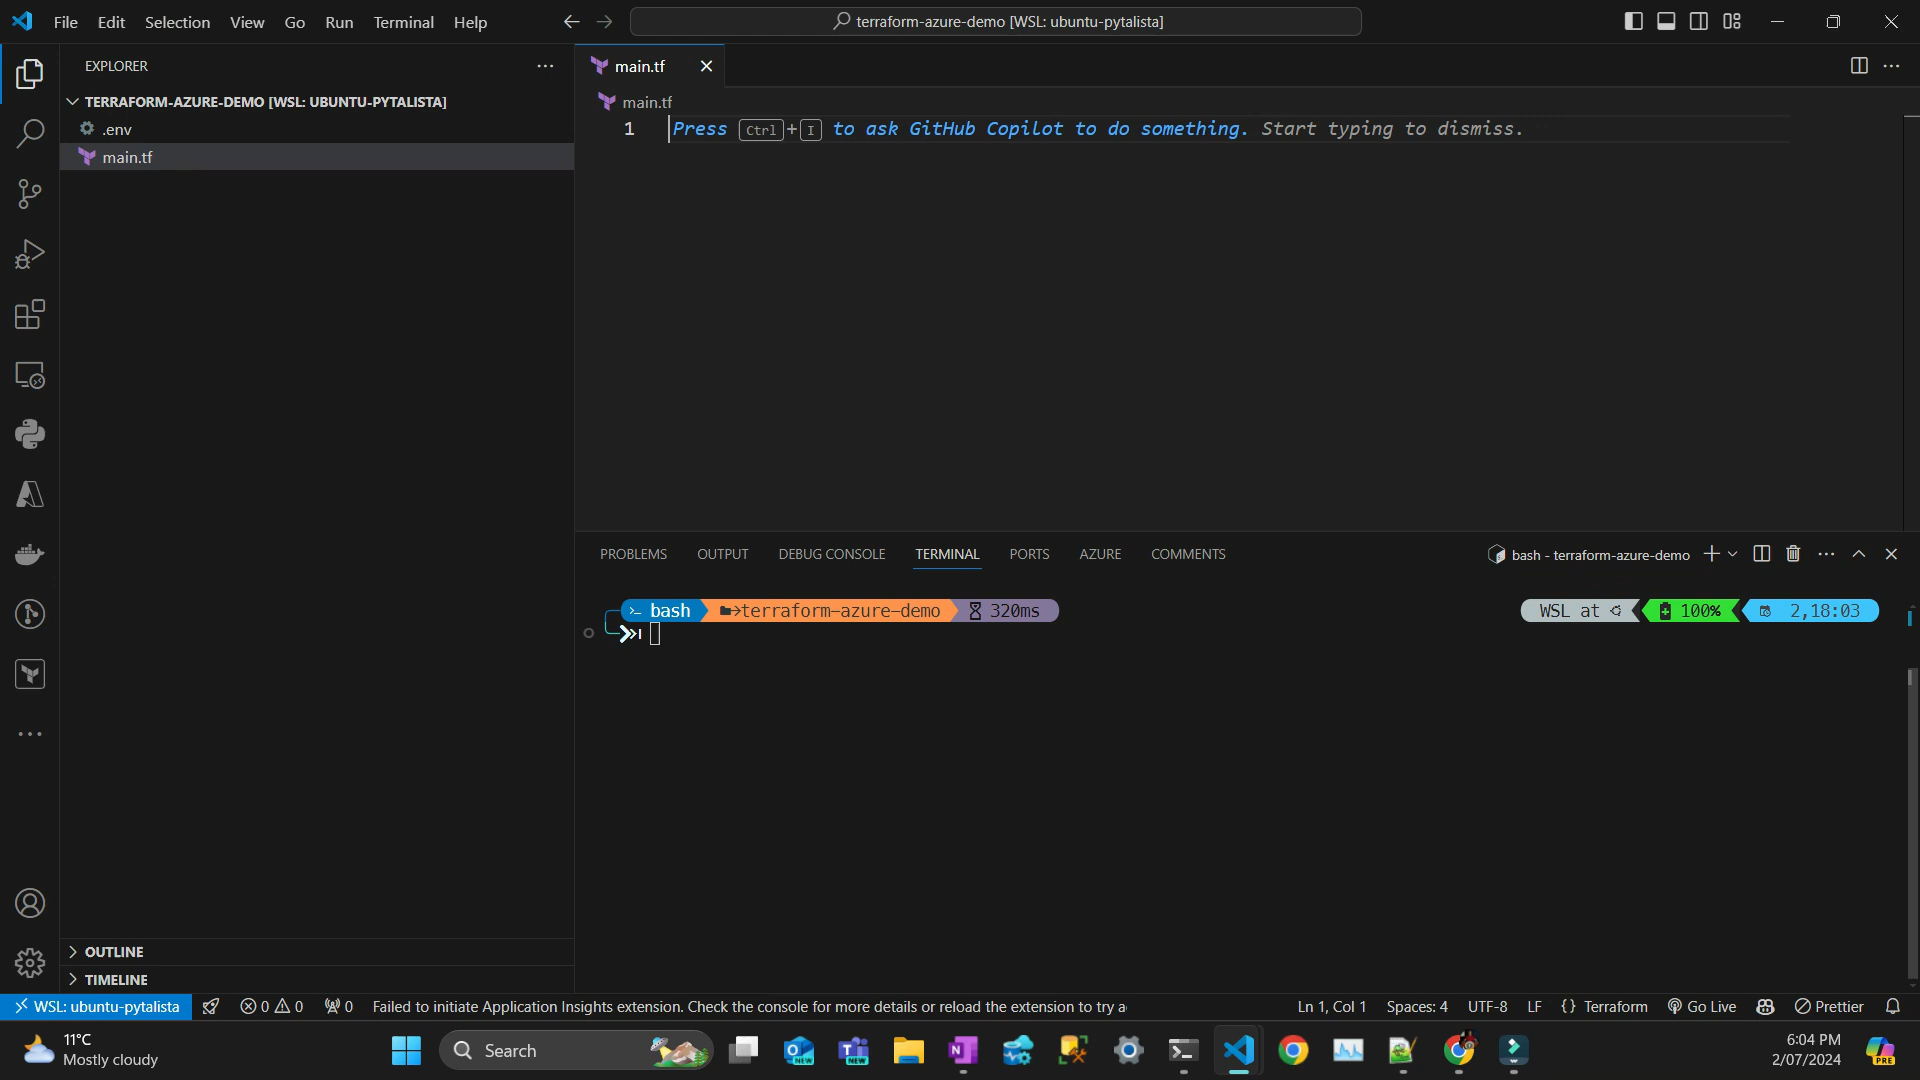 File Edit Selection View Go Run Terminal Help
terraform-azure-demo [WSL: ubuntu-pytalista]
EXPLORER
TERRAFORM-AZURE-DEMO [WSL: UBUNTU-PYTALISTA]
.env
main.tf
OUTLINE
TIMELINE
main.tf
main.tf
1 Press Ctrl+I to ask GitHub Copilot to do something. Start typing to dismiss.
PROBLEMS OUTPUT DEBUG CONSOLE TERMINAL PORTS AZURE COMMENTS
bash - terraform-azure-demo
bash terraform-azure-demo 320ms WSL at 100% 2,18:03
WSL: ubuntu-pytalista 0 0 0 Failed to initiate Application Insights extension. Check the console for more details or reload the extension to try a Ln 1, Col 1 Spaces: 4 UTF-8 LF {} Terraform Go Live Prettier
11°C
Mostly cloudy
Search
NEW
NEW
6:04 PM
2/07/2024
PRE